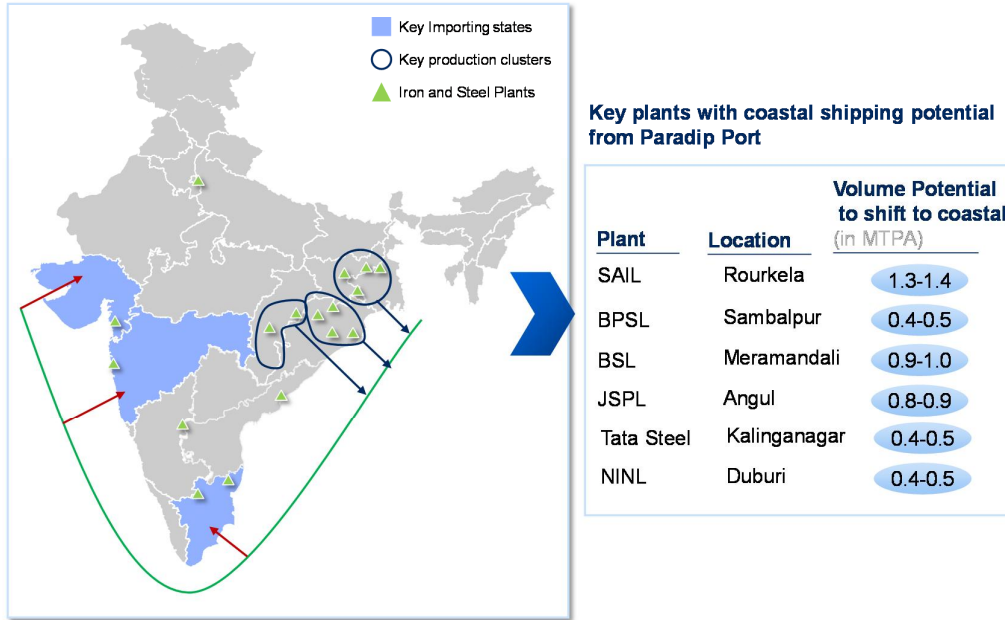 Key Importing states
Key production clusters
Iron and Steel Plants
Key plants with coastal shipping potential
from Paradip Port
Volume Potential
to shift to coastal
Plant Location (in MTPA)
SAIL Rourkela 1.3-1.4
BPSL Sambalpur 0.4-0.5
BSL Meramandali 0.9-1.0
JSPL Angul 0.8-0.9
Tata Steel Kalinganagar 0.4-0.5
NINL Duburi 0.4-0.5